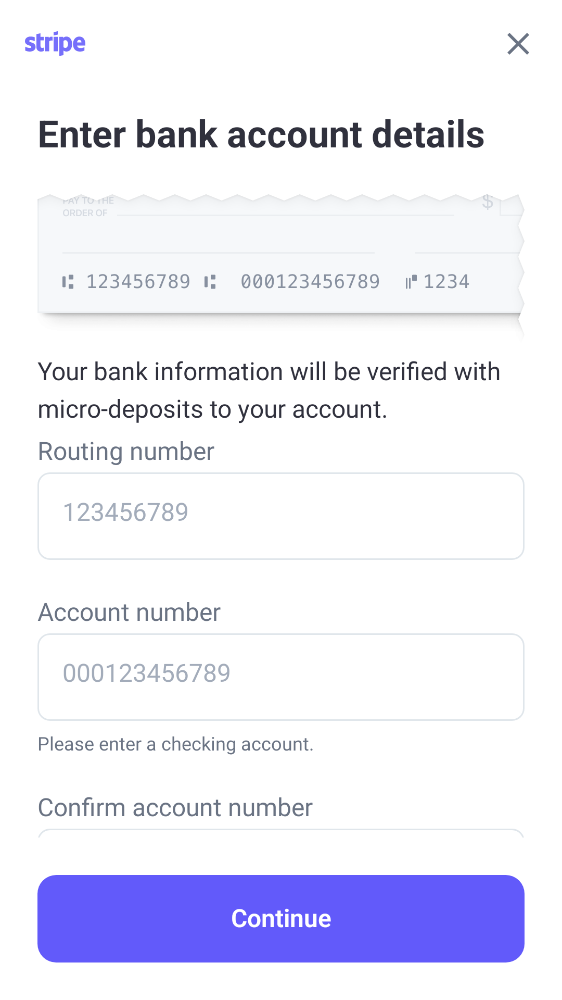 stripe
Enter bank account details
PAY TO THE
ORDER OF
$
⑆ 123456789 ⑆ 000123456789 ⑈ 1234
Your bank information will be verified with
micro-deposits to your account.
Routing number
123456789
Account number
000123456789
Please enter a checking account.
Confirm account number
Continue